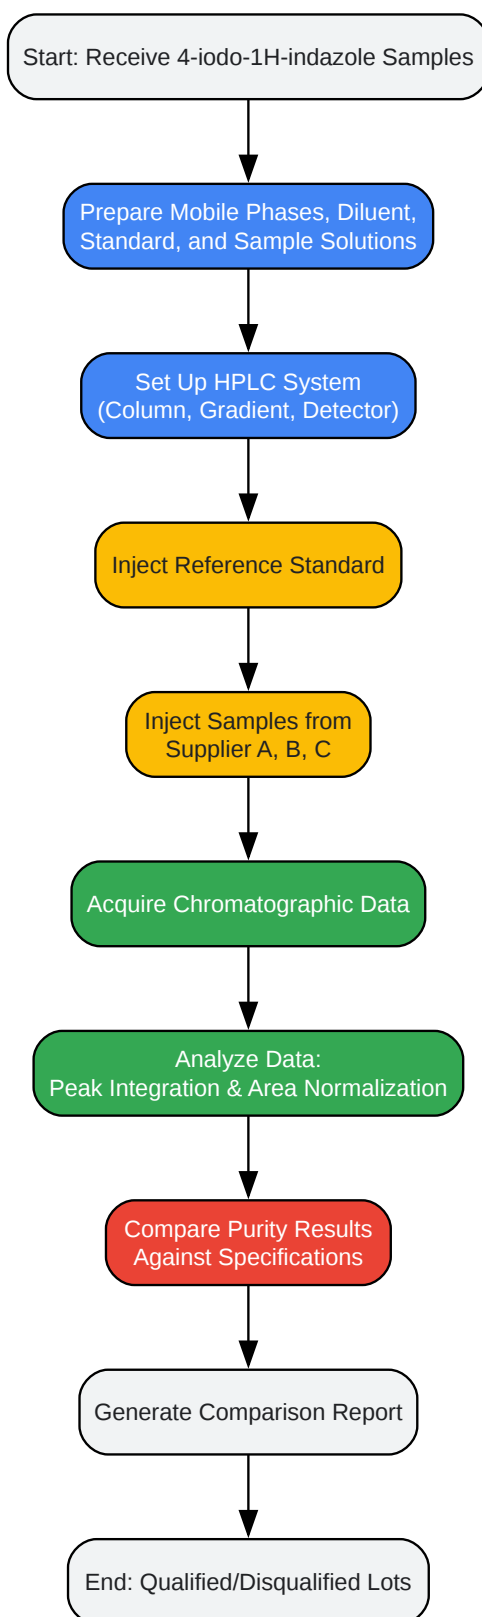 Start: Receive 4-iodo-1H-indazole Samples
Prepare Mobile Phases, Diluent,
Standard, and Sample Solutions
Set Up HPLC System
(Column, Gradient, Detector)
Inject Reference Standard
Inject Samples from
Supplier A, B, C
Acquire Chromatographic Data
Analyze Data:
Peak Integration & Area Normalization
Compare Purity Results
Against Specifications
Generate Comparison Report
End: Qualified/Disqualified Lots